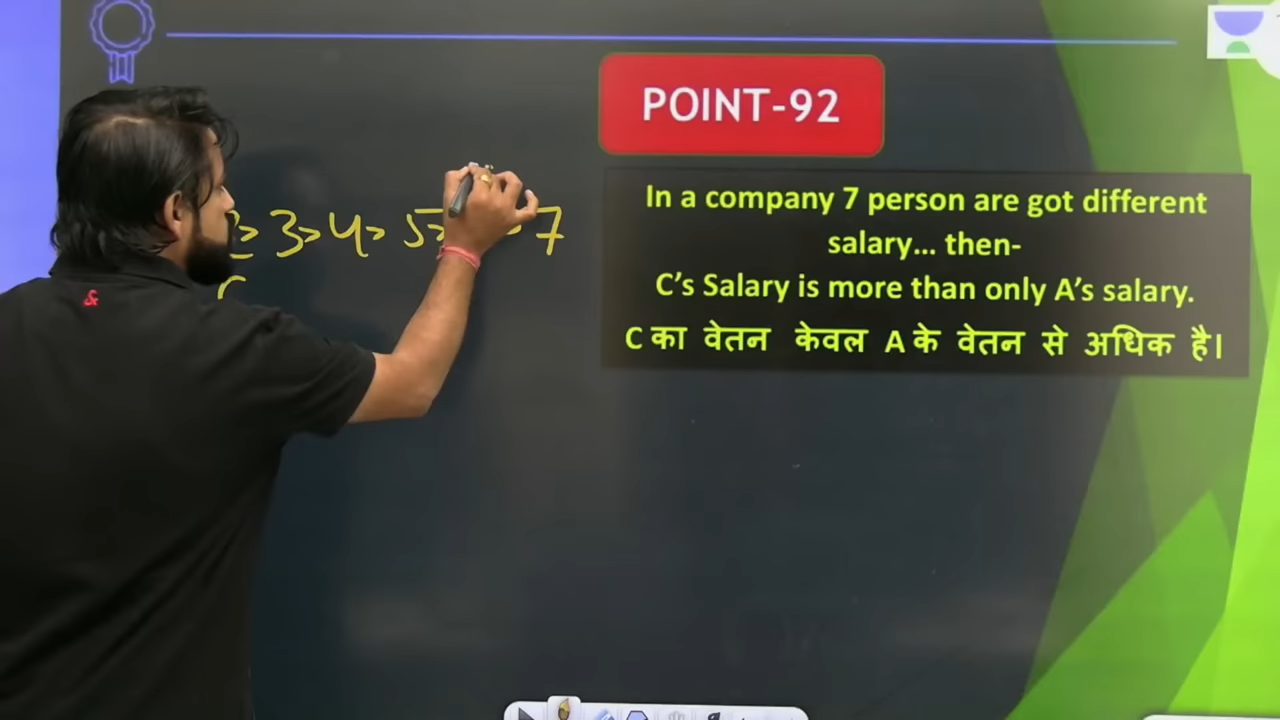 POINT-92
In a company 7 person are got different
salary... then-
C’s Salary is more than only A’s salary.
C का वेतन केवल A के वेतन से अधिक है।
2> 3> 4> 5> 7
&